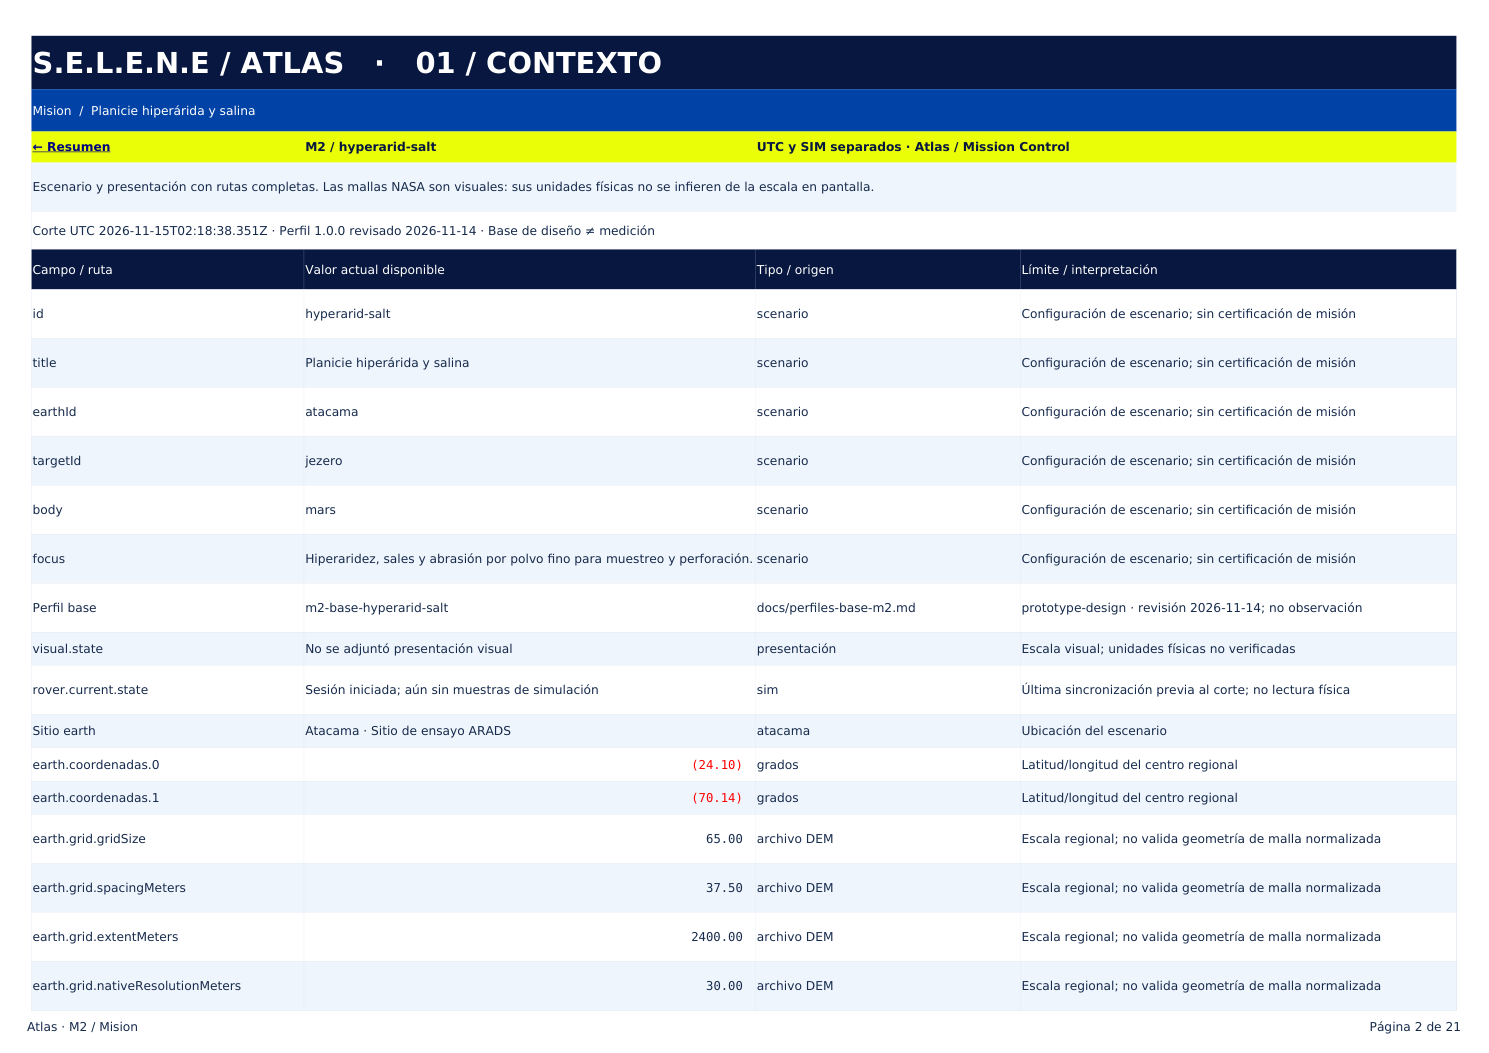 S.E.L.E.N.E / ATLAS · 01 / CONTEXTO
Mision / Planicie hiperárida y salina
← Resumen M2 / hyperarid-salt UTC y SIM separados · Atlas / Mission Control
Escenario y presentación con rutas completas. Las mallas NASA son visuales: sus unidades físicas no se infieren de la escala en pantalla.
Corte UTC 2026-11-15T02:18:38.351Z · Perfil 1.0.0 revisado 2026-11-14 · Base de diseño ≠ medición
Campo / ruta Valor actual disponible Tipo / origen Límite / interpretación
id hyperarid-salt scenario Configuración de escenario; sin certificación de misión
title Planicie hiperárida y salina scenario Configuración de escenario; sin certificación de misión
earthId atacama scenario Configuración de escenario; sin certificación de misión
targetId jezero scenario Configuración de escenario; sin certificación de misión
body mars scenario Configuración de escenario; sin certificación de misión
focus Hiperaridez, sales y abrasión por polvo fino para muestreo y perforación. scenario Configuración de escenario; sin certificación de misión
Perfil base m2-base-hyperarid-salt docs/perfiles-base-m2.md prototype-design · revisión 2026-11-14; no observación
visual.state No se adjuntó presentación visual presentación Escala visual; unidades físicas no verificadas
rover.current.state Sesión iniciada; aún sin muestras de simulación sim Última sincronización previa al corte; no lectura física
Sitio earth Atacama · Sitio de ensayo ARADS atacama Ubicación del escenario
earth.coordenadas.0 (24.10) grados Latitud/longitud del centro regional
earth.coordenadas.1 (70.14) grados Latitud/longitud del centro regional
earth.grid.gridSize 65.00 archivo DEM Escala regional; no valida geometría de malla normalizada
earth.grid.spacingMeters 37.50 archivo DEM Escala regional; no valida geometría de malla normalizada
earth.grid.extentMeters 2400.00 archivo DEM Escala regional; no valida geometría de malla normalizada
earth.grid.nativeResolutionMeters 30.00 archivo DEM Escala regional; no valida geometría de malla normalizada
Atlas · M2 / Mision Página 2 de 21